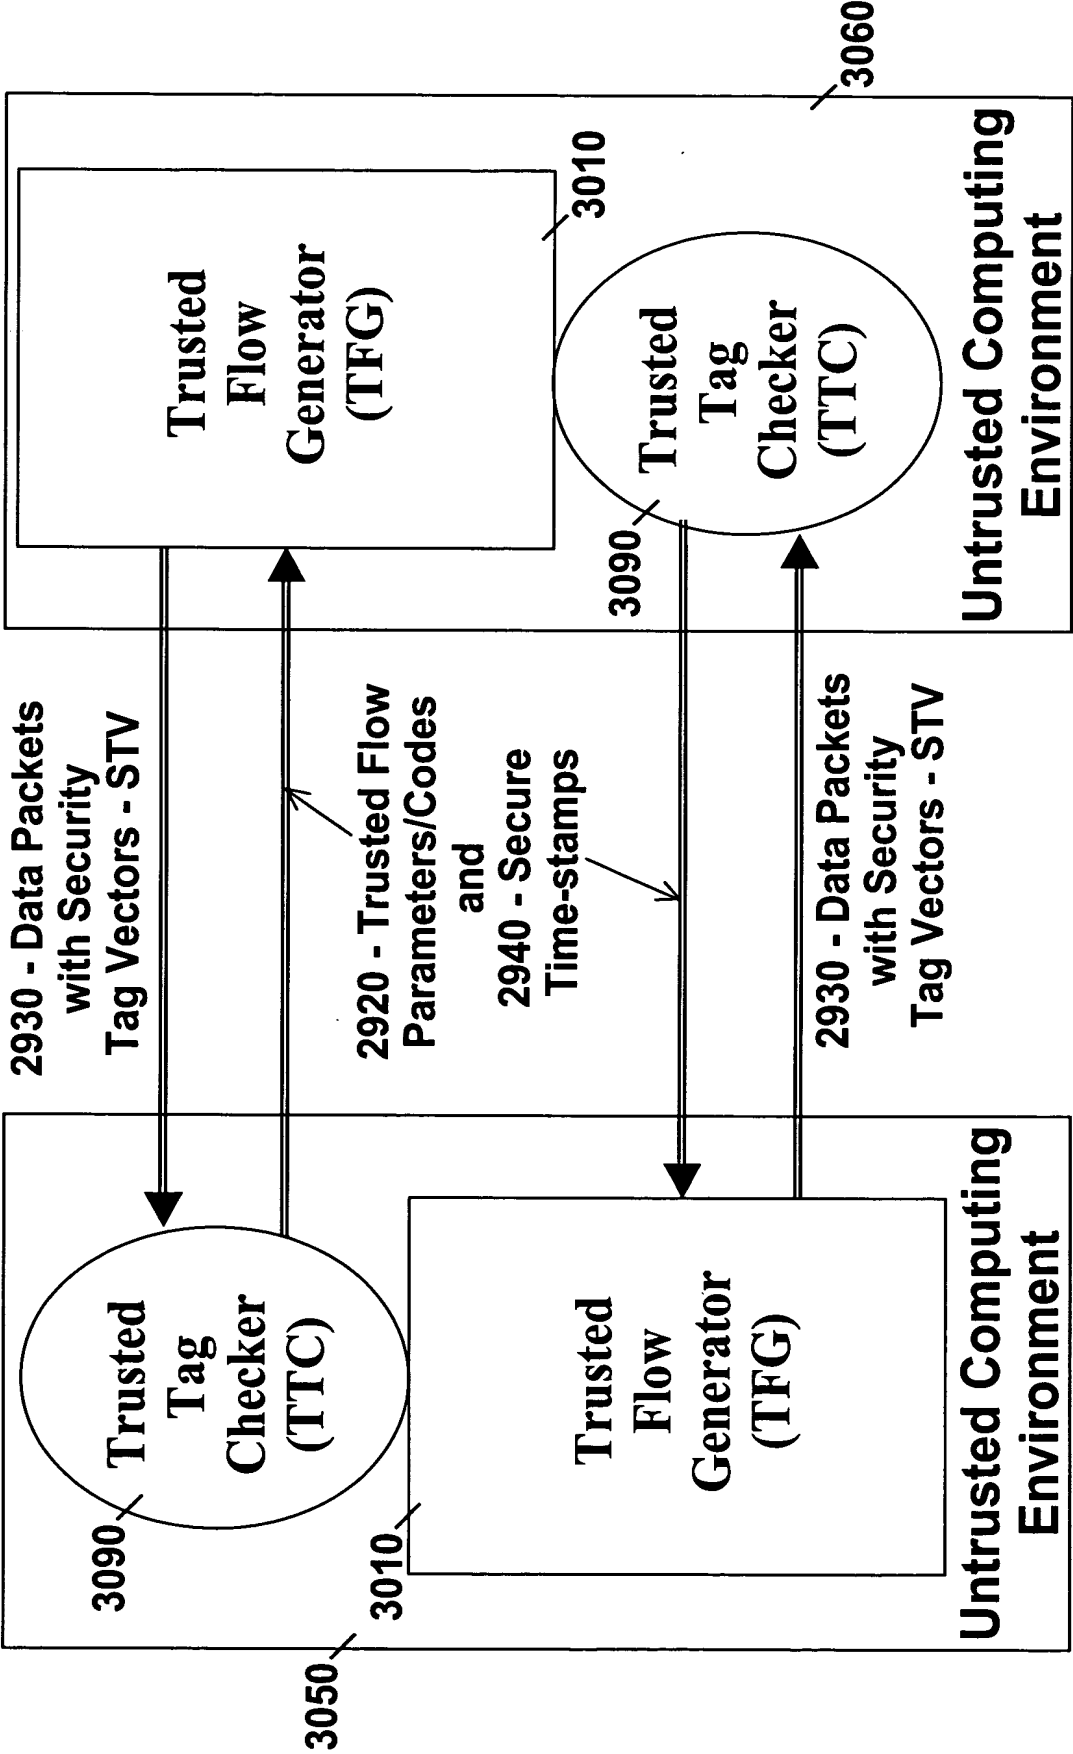 3050
3090
Trusted
Tag
Checker
(TTC)
3010
Trusted
Flow
Generator
(TFG)
Untrusted Computing
Environment
2930 - Data Packets
with Security
Tag Vectors - STV
2920 - Trusted Flow
Parameters/Codes
and
2940 - Secure
Time-stamps
2930 - Data Packets
with Security
Tag Vectors - STV
Trusted
Flow
Generator
(TFG)
3010
3090
Trusted
Tag
Checker
(TTC)
Untrusted Computing
Environment
3060